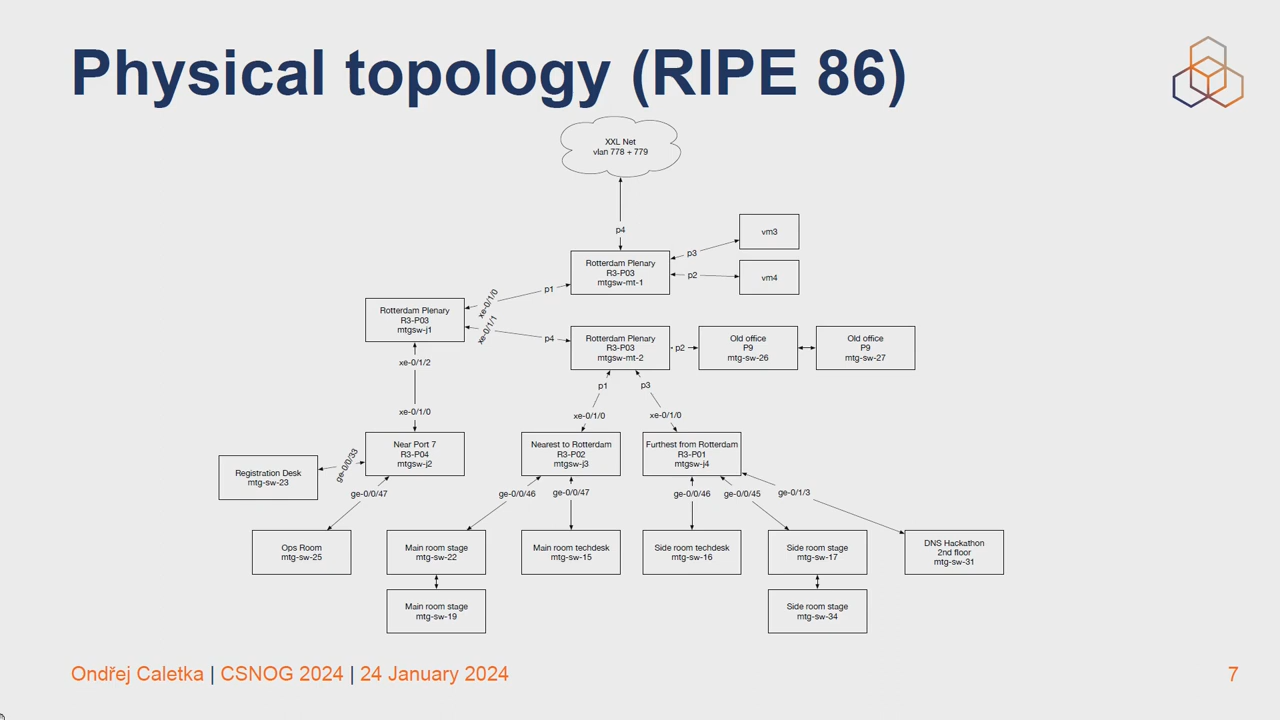 Physical topology (RIPE 86)
XXL Net
vlan 778 + 779
p4
vm3
p3
Rotterdam Plenary
R3-P03
mtgsw-mt-1
p2
vm4
p1
xe-0/1/0
Rotterdam Plenary
R3-P03
mtgsw-j1
xe-0/1/1
p4
Rotterdam Plenary
R3-P03
mtgsw-mt-2
p2
Old office
P9
mtg-sw-26
Old office
P9
mtg-sw-27
xe-0/1/2
p1
p3
xe-0/1/0
xe-0/1/0
xe-0/1/0
Near Port 7
R3-P04
mtgsw-j2
Nearest to Rotterdam
R3-P02
mtgsw-j3
Furthest from Rotterdam
R3-P01
mtgsw-j4
ge-0/0/33
Registration Desk
mtg-sw-23
ge-0/0/47
ge-0/0/46
ge-0/0/47
ge-0/0/46
ge-0/0/45
ge-0/1/3
Ops Room
mtg-sw-25
Main room stage
mtg-sw-22
Main room techdesk
mtg-sw-15
Side room techdesk
mtg-sw-16
Side room stage
mtg-sw-17
DNS Hackathon
2nd floor
mtg-sw-31
Main room stage
mtg-sw-19
Side room stage
mtg-sw-34
Ondřej Caletka | CSNOG 2024 | 24 January 2024
7